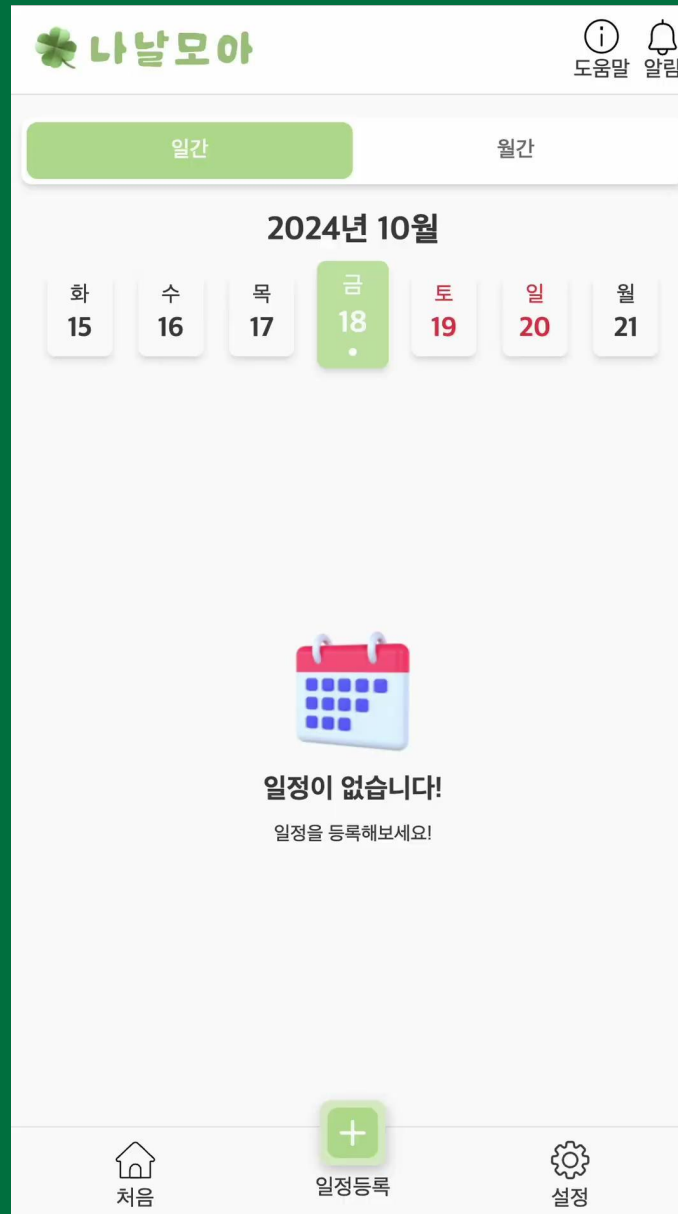 나날모아
도움말 알림
일간 월간
2024년 10월
화 수 목 금 토 일 월
15 16 17 18 19 20 21
일정이 없습니다!
일정을 등록해보세요!
처음 일정등록 설정